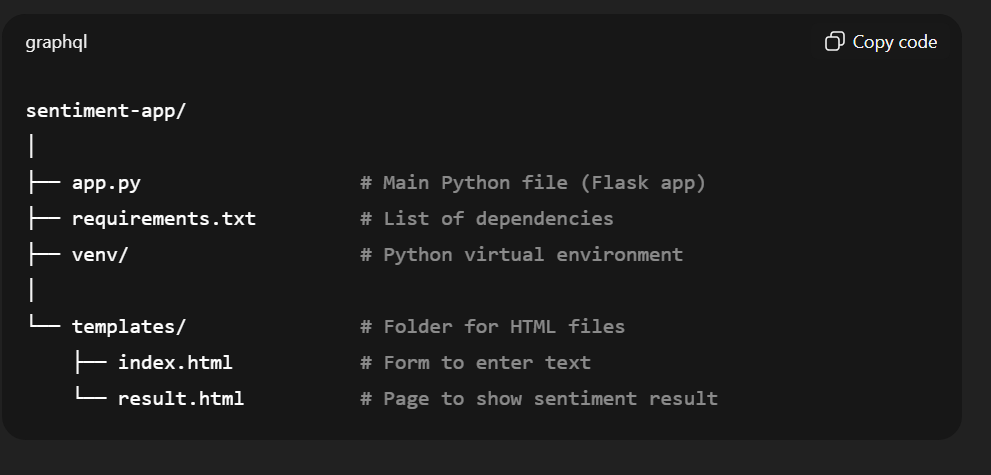 graphql
Copy code
sentiment-app/
│
├── app.py                   # Main Python file (Flask app)
├── requirements.txt         # List of dependencies
├── venv/                    # Python virtual environment
│
└── templates/               # Folder for HTML files
    ├── index.html           # Form to enter text
    └── result.html          # Page to show sentiment result